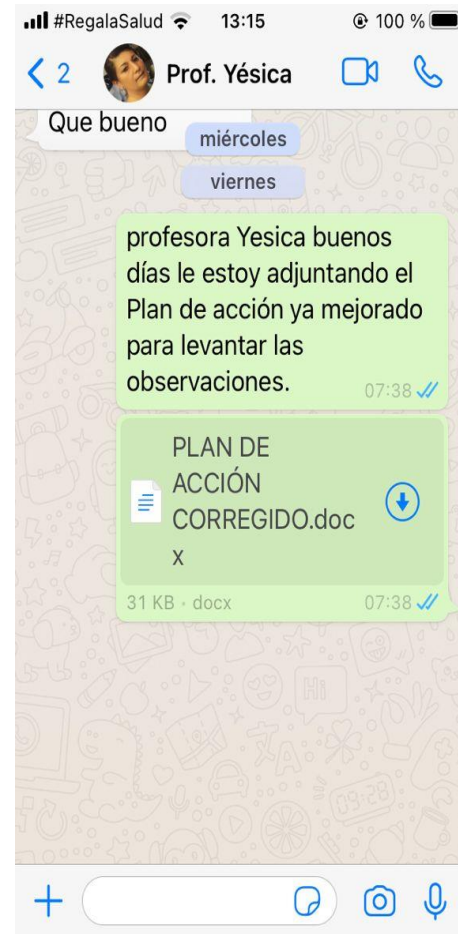 #RegalaSalud 13:15 100 %
2 Prof. Yésica
Que bueno
miércoles
viernes
profesora Yesica buenos
días le estoy adjuntando el
Plan de acción ya mejorado
para levantar las
observaciones.
07:38
PLAN DE
ACCIÓN
CORREGIDO.doc
x
31 KB · docx 07:38